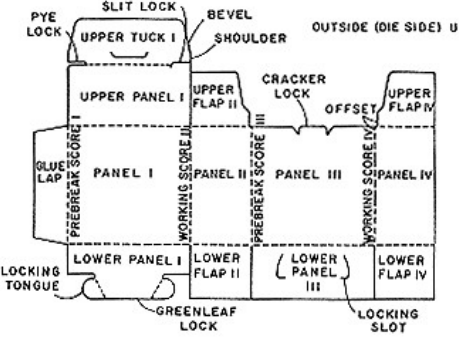 SLIT LOCK
BEVEL
OUTSIDE (DIE SIDE) U
PYE
LOCK
UPPER TUCK I
SHOULDER
CRACKER
LOCK
UPPER PANEL I
UPPER
FLAP II
OFFSET
UPPER
FLAP IV
GLUE
LAP
PREBREAK SCORE I
PANEL I
WORKING SCORE II
PANEL II
PREBREAK SCORE III
PANEL III
WORKING SCORE IV
PANEL IV
LOWER PANEL I
LOWER
FLAP II
LOWER
PANEL
III
LOWER
FLAP IV
LOCKING
TONGUE
GREENLEAF
LOCK
LOCKING
SLOT